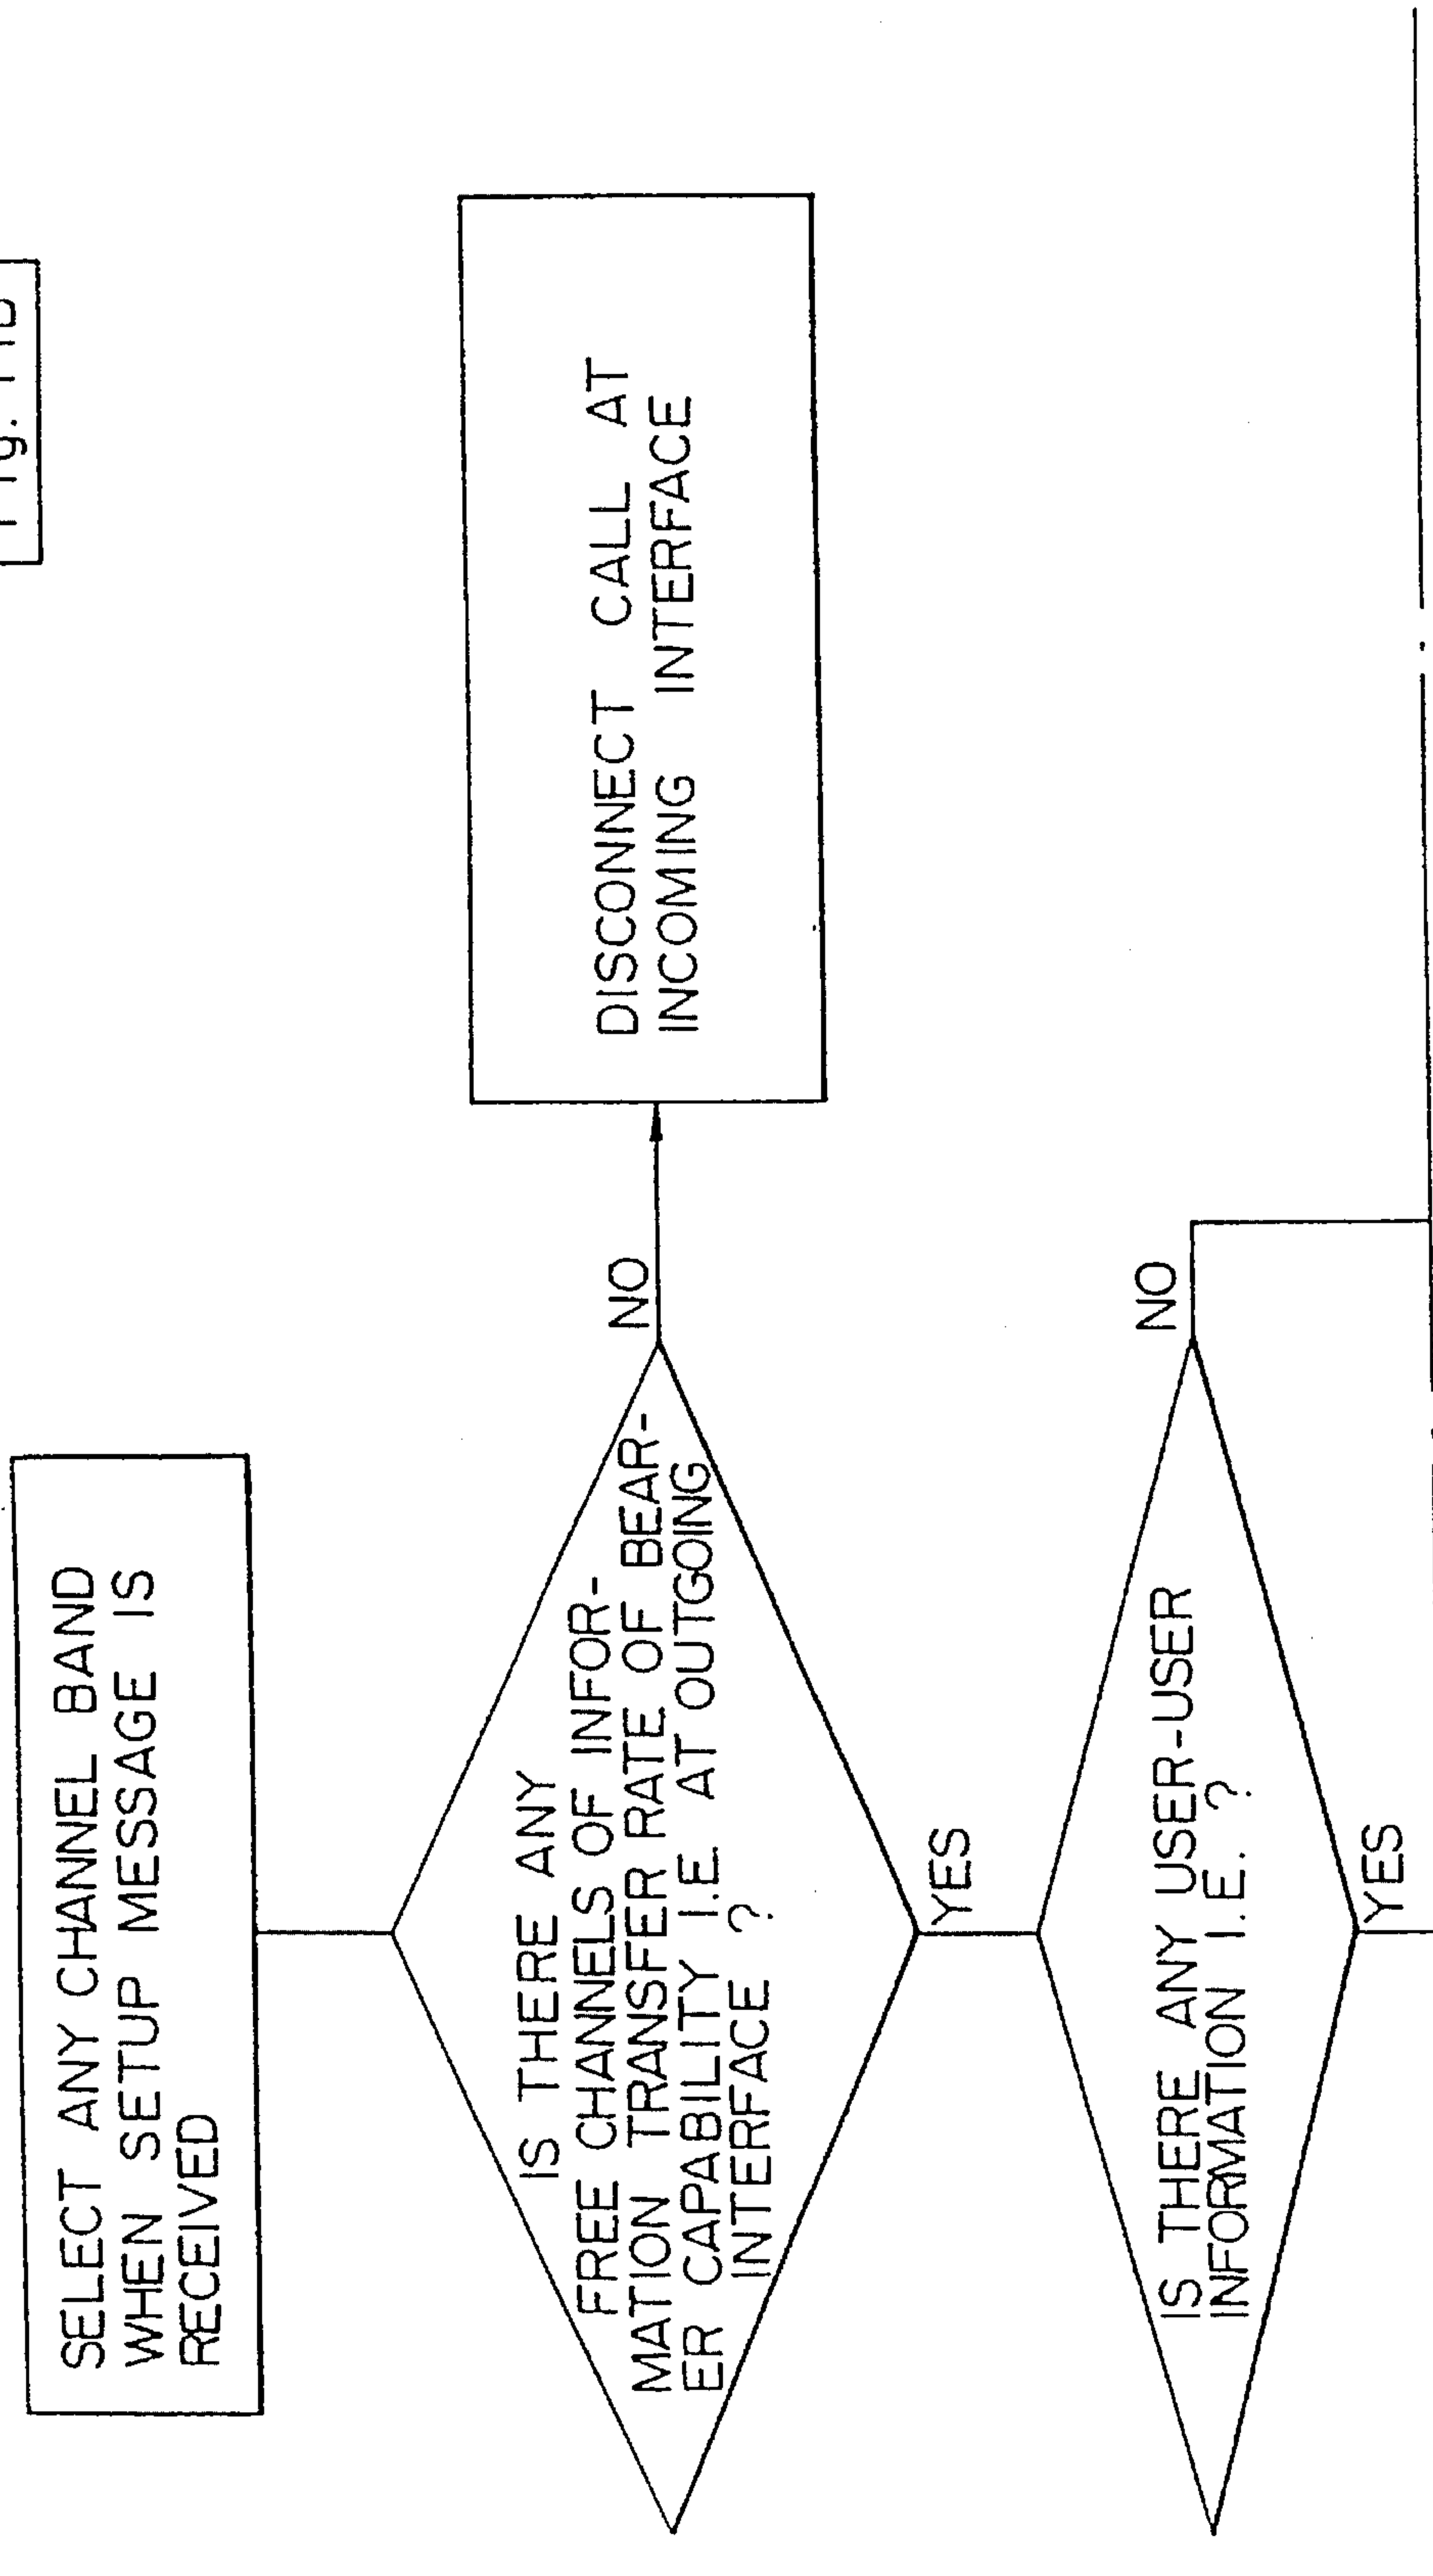 SELECT ANY CHANNEL BAND
WHEN SETUP MESSAGE IS
RECEIVED
IS THERE ANY
FREE CHANNELS OF INFOR-
MATION TRANSFER RATE OF BEAR-
ER CAPABILITY I.E. AT OUTGOING
INTERFACE ?
NO
DISCONNECT CALL AT
INCOMING INTERFACE
YES
IS THERE ANY USER-USER
INFORMATION I.E. ?
NO
YES